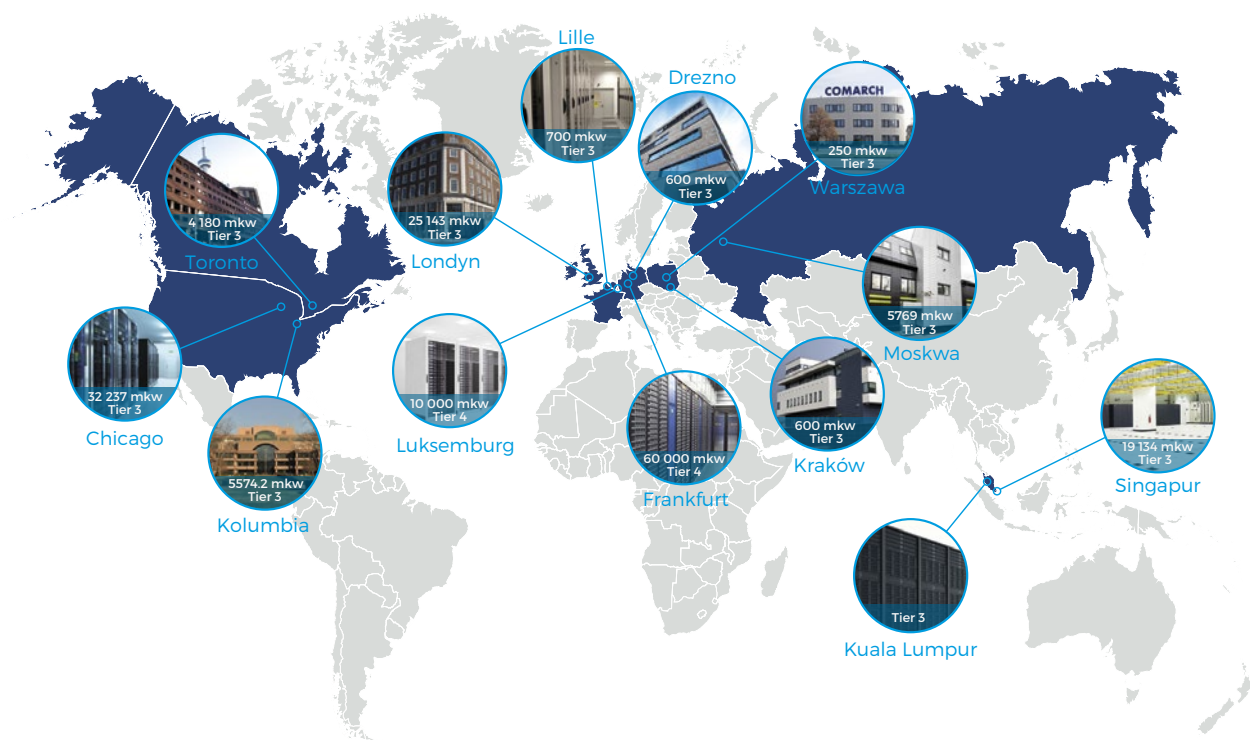 Lille
700 mkw
Tier 3
Drezno
600 mkw
Tier 3
COMARCH
250 mkw
Tier 3
Warszawa
4 180 mkw
Tier 3
Toronto
25 143 mkw
Tier 3
Londyn
5769 mkw
Tier 3
Moskwa
32 237 mkw
Tier 3
Chicago
10 000 mkw
Tier 4
Luksemburg
5574.2 mkw
Tier 3
Kolumbia
60 000 mkw
Tier 4
Frankfurt
600 mkw
Tier 3
Kraków
19 134 mkw
Tier 3
Singapur
Tier 3
Kuala Lumpur